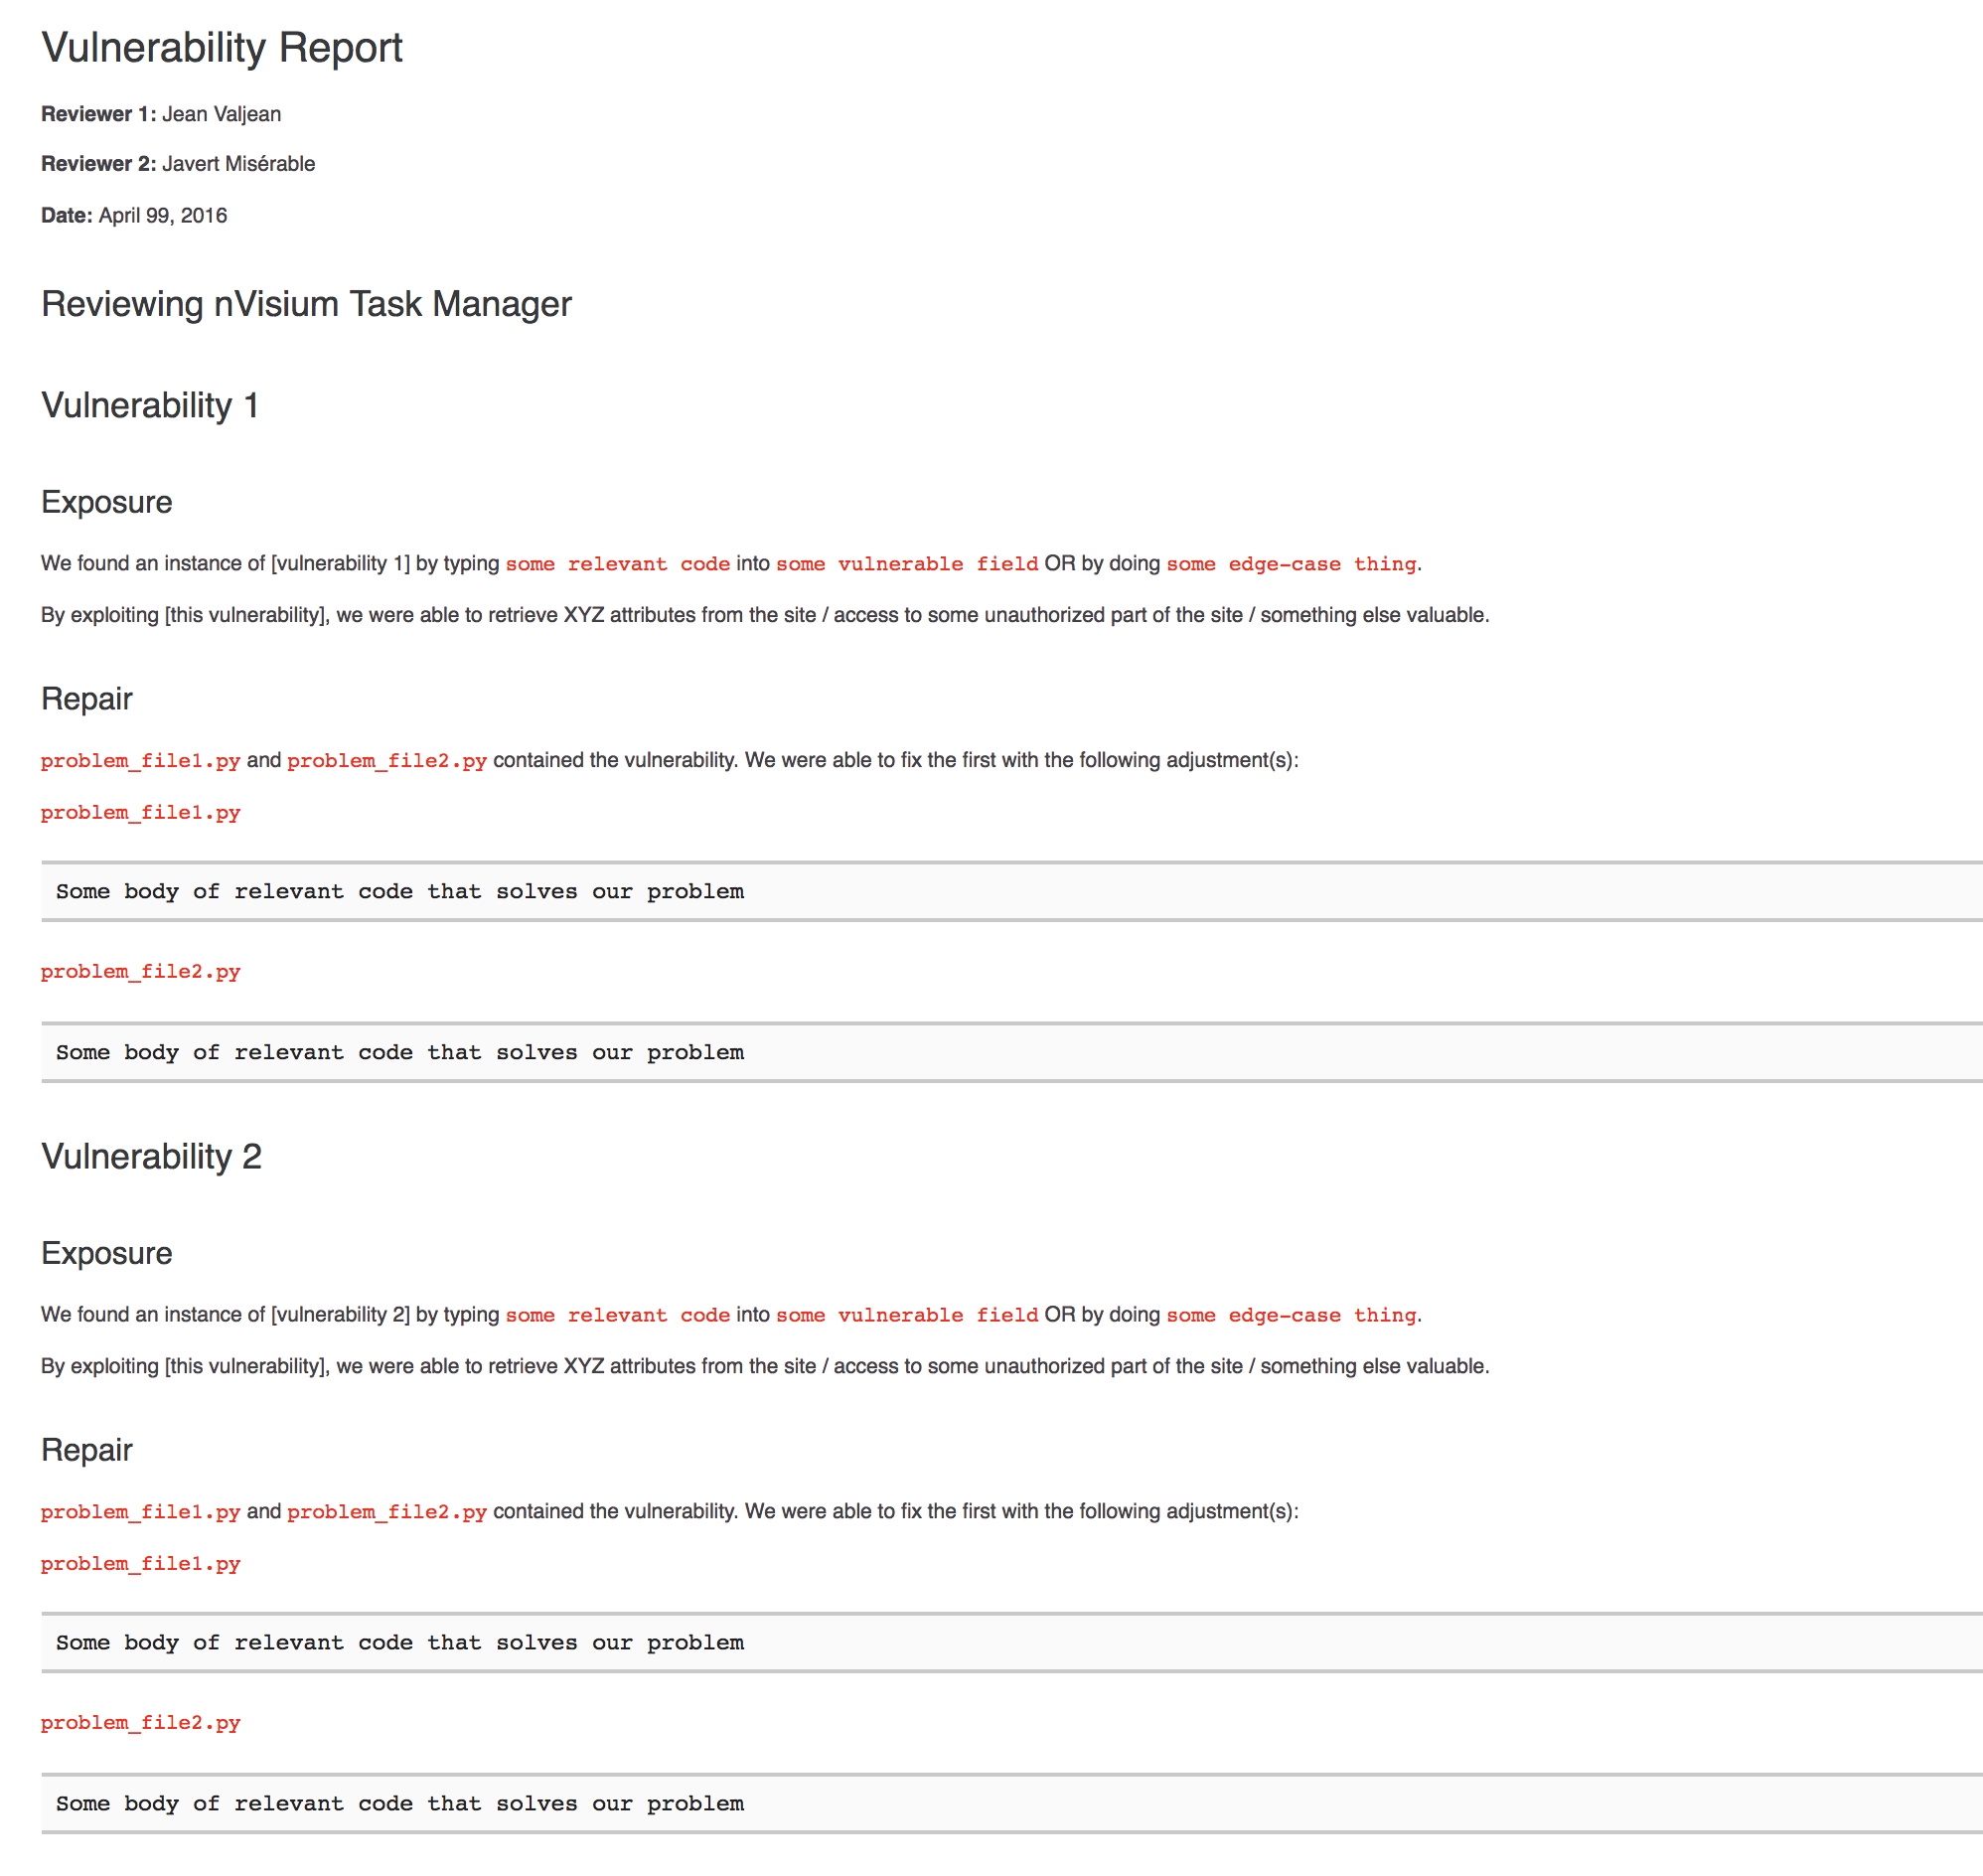 Vulnerability Report
Reviewer 1: Jean Valjean
Reviewer 2: Javert Misérable
Date: April 99, 2016
Reviewing nVisium Task Manager
Vulnerability 1
Exposure
We found an instance of [vulnerability 1] by typing some relevant code into some vulnerable field OR by doing some edge-case thing.
By exploiting [this vulnerability], we were able to retrieve XYZ attributes from the site / access to some unauthorized part of the site / something else valuable.
Repair
problem_file1.py and problem_file2.py contained the vulnerability. We were able to fix the first with the following adjustment(s):
problem_file1.py
Some body of relevant code that solves our problem
problem_file2.py
Some body of relevant code that solves our problem
Vulnerability 2
Exposure
We found an instance of [vulnerability 2] by typing some relevant code into some vulnerable field OR by doing some edge-case thing.
By exploiting [this vulnerability], we were able to retrieve XYZ attributes from the site / access to some unauthorized part of the site / something else valuable.
Repair
problem_file1.py and problem_file2.py contained the vulnerability. We were able to fix the first with the following adjustment(s):
problem_file1.py
Some body of relevant code that solves our problem
problem_file2.py
Some body of relevant code that solves our problem